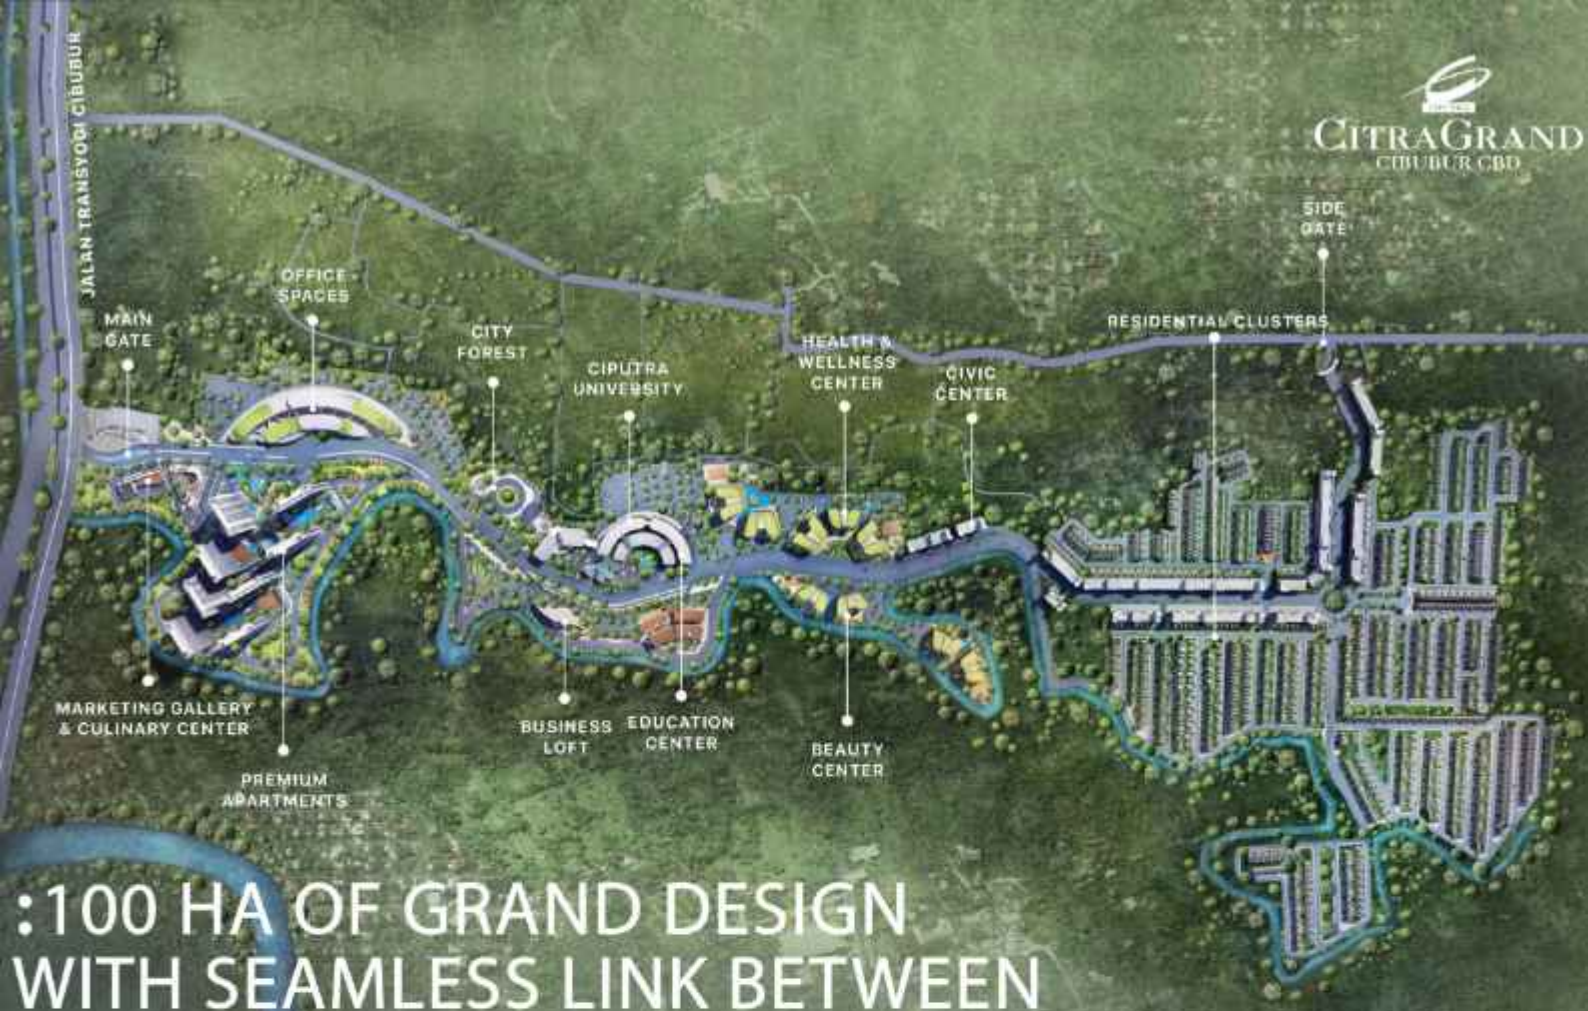 JALAN TRANSYOGI CIBUBUR
CITRAGRAND
CIBUBUR CBD
SIDE
GATE
OFFICE
SPACES
MAIN
GATE
CITY
FOREST
CIPUTRA
UNIVERSITY
HEALTH &
WELLNESS
CENTER
CIVIC
CENTER
RESIDENTIAL CLUSTERS
MARKETING GALLERY
& CULINARY CENTER
PREMIUM
APARTMENTS
BUSINESS
LOFT
EDUCATION
CENTER
BEAUTY
CENTER
:100 HA OF GRAND DESIGN
WITH SEAMLESS LINK BETWEEN